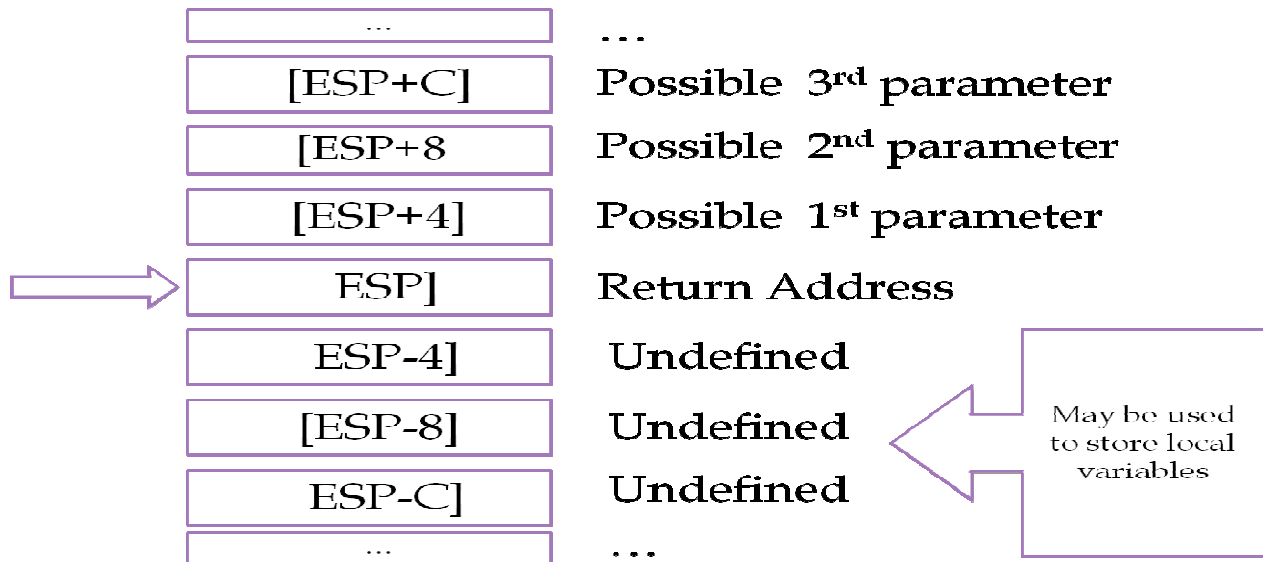 ... ...
[ESP+C] Possible 3rd parameter
[ESP+8 Possible 2nd parameter
[ESP+4] Possible 1st parameter
ESP] Return Address
ESP-4] Undefined
[ESP-8] Undefined
ESP-C] Undefined
... ...
May be used
to store local
variables